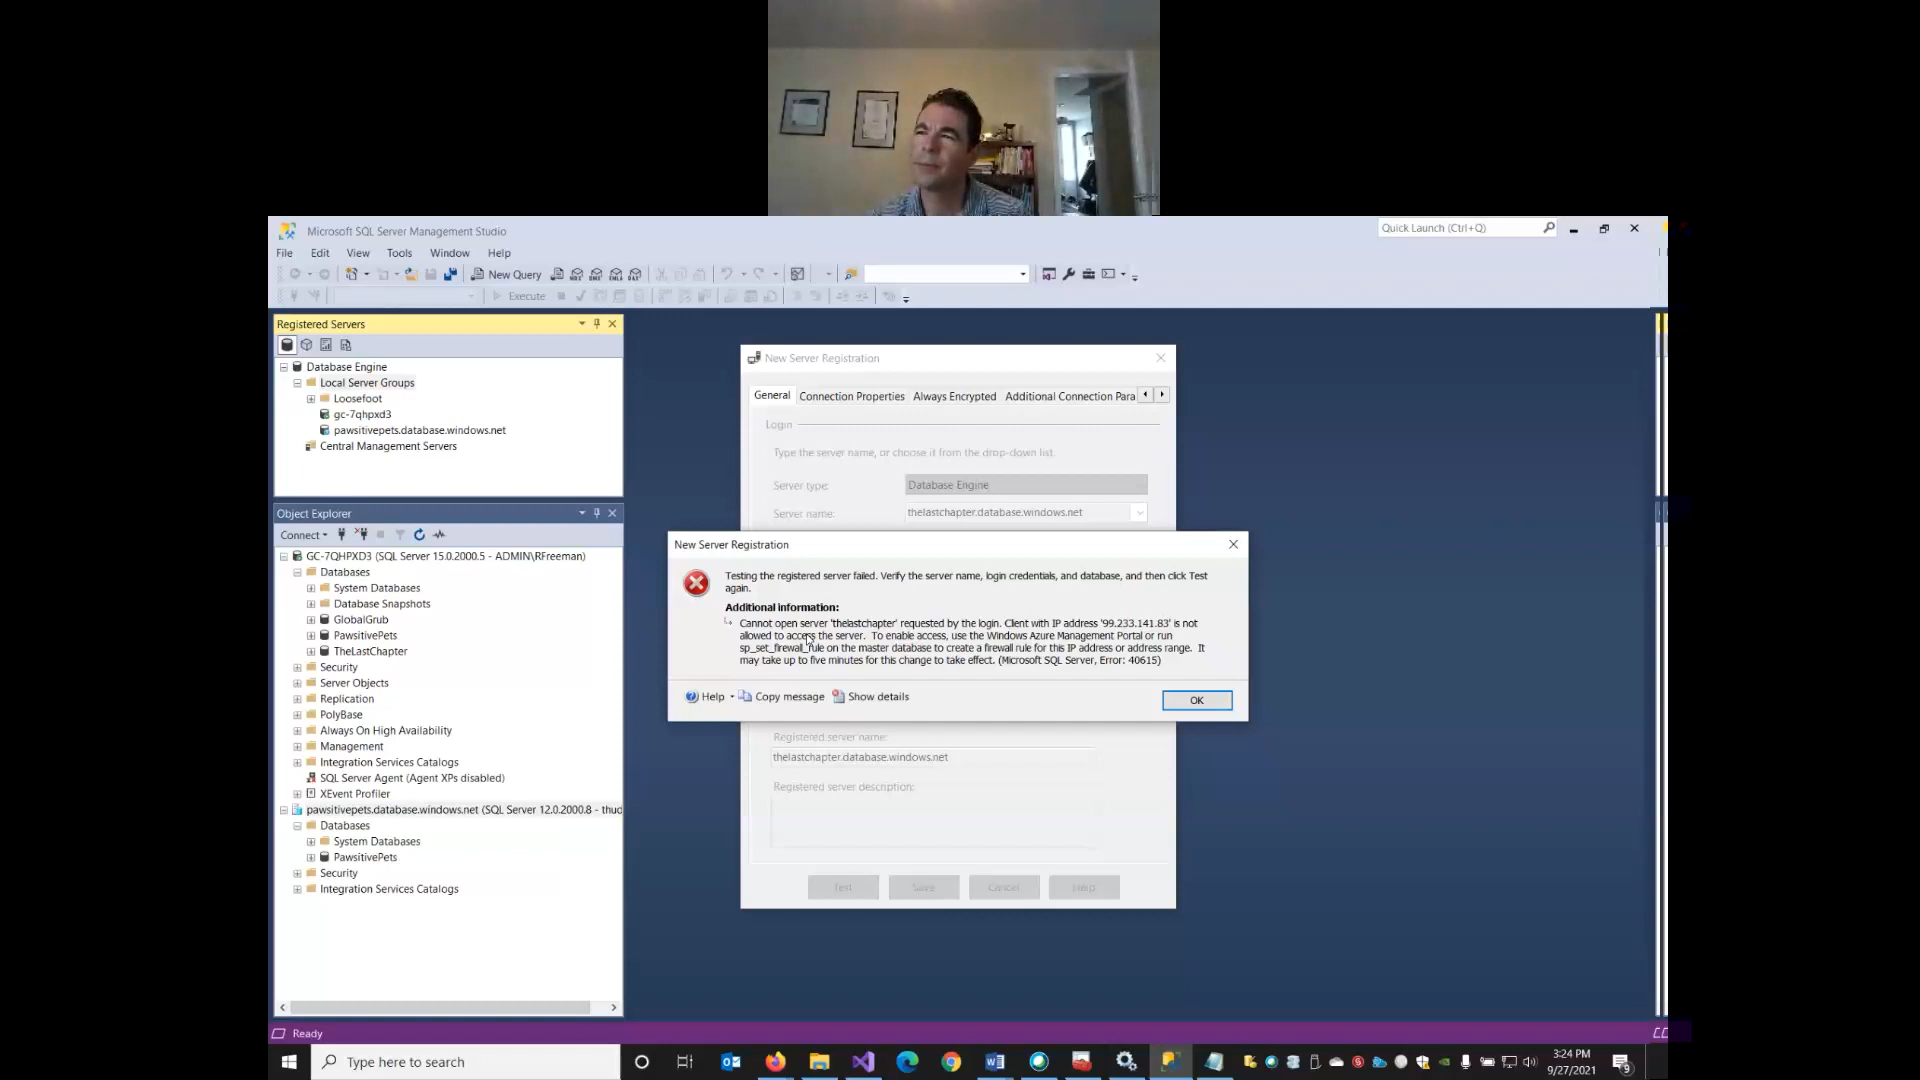 Microsoft SQL Server Management Studio
Quick Launch (Ctrl+Q)
File Edit View Tools Window Help
New Query
Execute
Registered Servers
Database Engine
Local Server Groups
Loosefoot
gc-7qhpxd3
pawsitivepets.database.windows.net
Central Management Servers
Object Explorer
Connect
GC-7QHPXD3 (SQL Server 15.0.2000.5 - ADMIN\RFreeman)
Databases
System Databases
Database Snapshots
GlobalGrub
PawsitivePets
TheLastChapter
Security
Server Objects
Replication
PolyBase
Always On High Availability
Management
Integration Services Catalogs
SQL Server Agent (Agent XPs disabled)
XEvent Profiler
pawsitivepets.database.windows.net (SQL Server 12.0.2000.8 - thud
Databases
System Databases
PawsitivePets
Security
Integration Services Catalogs
New Server Registration
General Connection Properties Always Encrypted Additional Connection Para
Login
Type the server name, or choose it from the drop-down list.
Server type: Database Engine
Server name: thelastchapter.database.windows.net
New Server Registration
Testing the registered server failed. Verify the server name, login credentials, and database, and then click Test
again.
Additional information:
Cannot open server 'thelastchapter' requested by the login. Client with IP address '99.233.141.83' is not
allowed to access the server. To enable access, use the Windows Azure Management Portal or run
sp_set_firewall_rule on the master database to create a firewall rule for this IP address or address range. It
may take up to five minutes for this change to take effect. (Microsoft SQL Server, Error: 40615)
Help Copy message Show details OK
Registered server name:
thelastchapter.database.windows.net
Registered server description:
Test Save Cancel Help
Ready
Type here to search
3:24 PM
9/27/2021
9